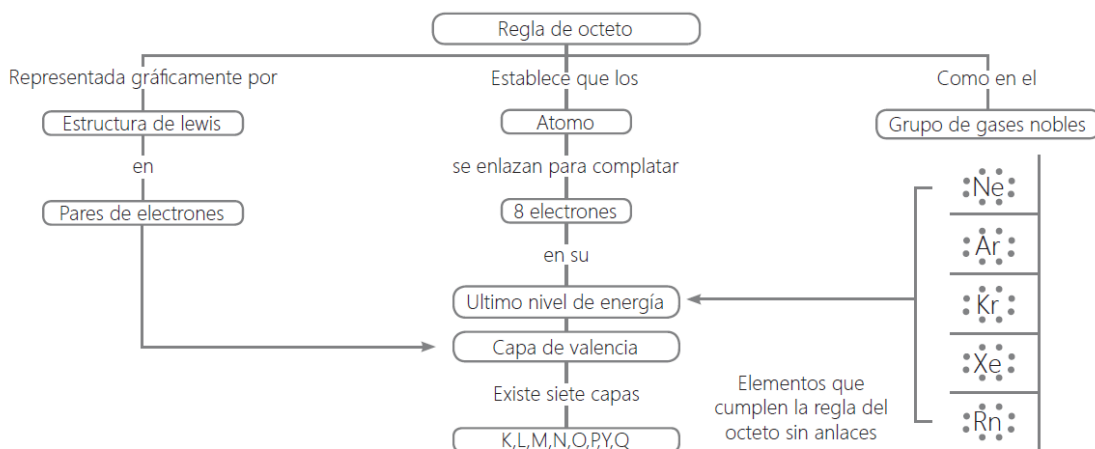 Regla de octeto
Representada gráficamente por
Establece que los
Como en el
Estructura de lewis
Atomo
Grupo de gases nobles
en
se enlazan para complatar
Pares de electrones
8 electrones
en su
Ultimo nivel de energía
Capa de valencia
Existe siete capas
K,L,M,N,O,P,Y,Q
Ne
Ar
Kr
Xe
Rn
Elementos que
cumplen la regla del
octeto sin anlaces